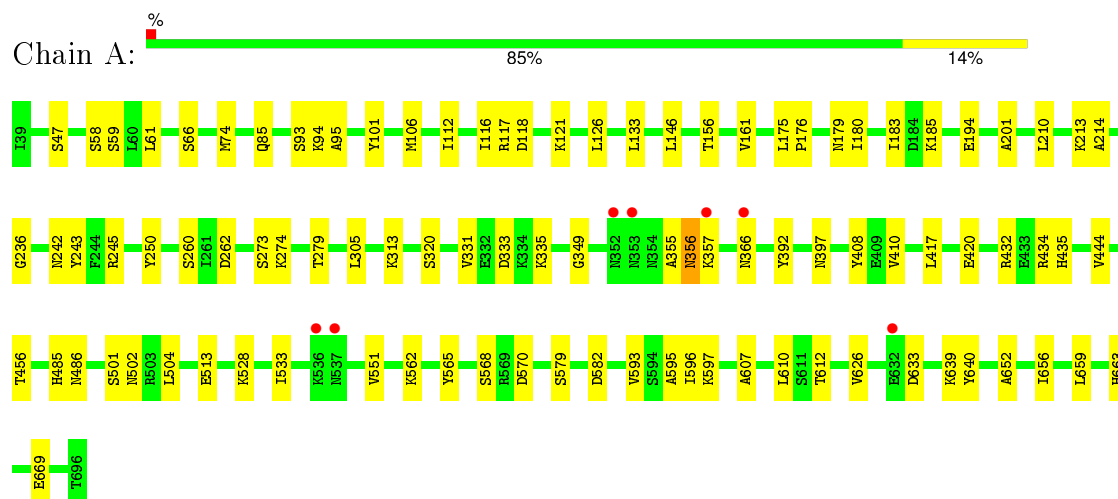 %
Chain A:
85% 14%
I39 S47 S58 S59 L60 L61 S66 M74 Q85 S93 K94 A95 Y101 M106 I112 I116 R117 D118 K121 L126 L133 L146 T156 V161 L175 P176 N179 I180 I183 D184 K185 E194 A201 L210 K213 A214
G236 N242 Y243 F244 R245 Y250 S260 I261 D262 S273 K274 T279 L305 K313 S320 V331 E332 D333 K334 K335 G349 N352 N353 N354 A355 N356 K357 N366 Y392 N397 Y408 E409 V410 L417 E420 R432 E433 R434 H435 V444
T456 H485 N486 S501 N502 R503 L504 E513 K528 I533 K536 N537 V551 K562 Y565 S568 R569 D570 S579 D582 V593 S594 A595 I596 K597 A607 L610 S611 T612 V626 E632 D633 K639 Y640 A652 I656 L659 H663
E669 T696